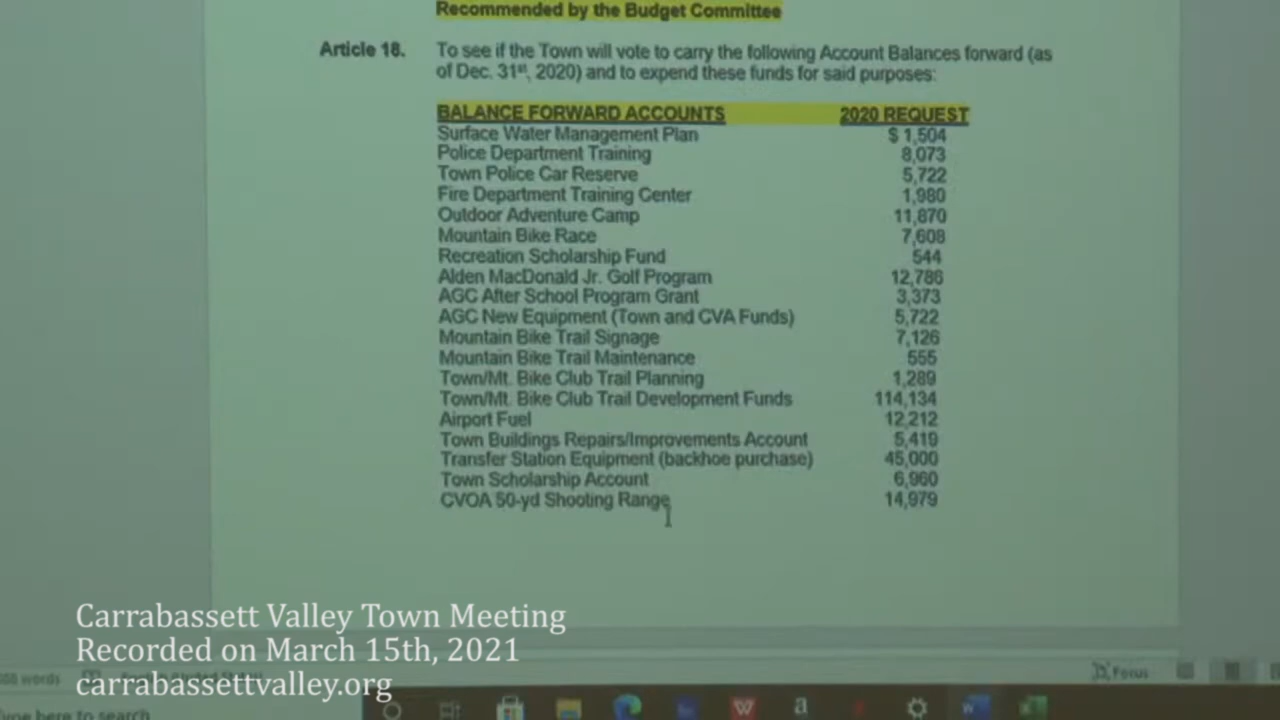 Recommended by the Budget Committee
Article 18. To see if the Town will vote to carry the following Account Balances forward (as
of Dec. 31st, 2020) and to expend these funds for said purposes:
BALANCE FORWARD ACCOUNTS 2020 REQUEST
Surface Water Management Plan $ 1,504
Police Department Training 8,073
Town Police Car Reserve 5,722
Fire Department Training Center 1,980
Outdoor Adventure Camp 11,870
Mountain Bike Race 7,608
Recreation Scholarship Fund 544
Alden MacDonald Jr. Golf Program 12,786
AGC After School Program Grant 3,373
AGC New Equipment (Town and CVA Funds) 5,722
Mountain Bike Trail Signage 7,126
Mountain Bike Trail Maintenance 555
Town/Mt. Bike Club Trail Planning 1,289
Town/Mt. Bike Club Trail Development Funds 114,134
Airport Fuel 12,212
Town Buildings Repairs/Improvements Account 5,419
Transfer Station Equipment (backhoe purchase) 45,000
Town Scholarship Account 6,960
CVOA 50-yd Shooting Range 14,979
Carrabassett Valley Town Meeting
Recorded on March 15th, 2021
carrabassettvalley.org
words
Focus
here to search